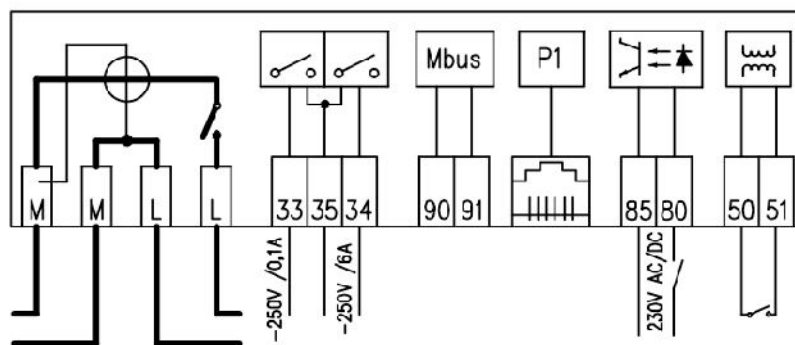 Mbus
P1
M
M
L
L
33
35
34
90
91
85
80
50
51
~250V /0,1A
~250V /6A
230V AC/DC